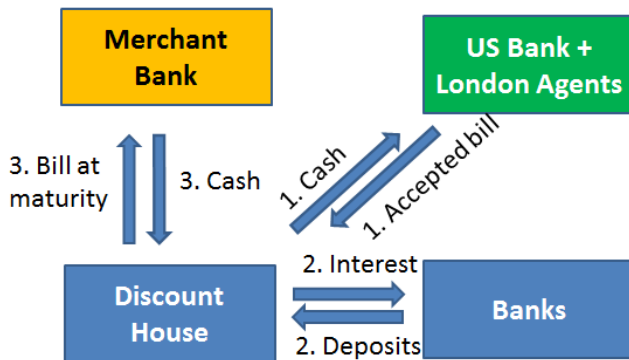 Merchant
Bank
US Bank +
London Agents
3. Bill at
maturity
3. Cash
1. Cash
1. Accepted bill
Discount
House
2. Interest
2. Deposits
Banks